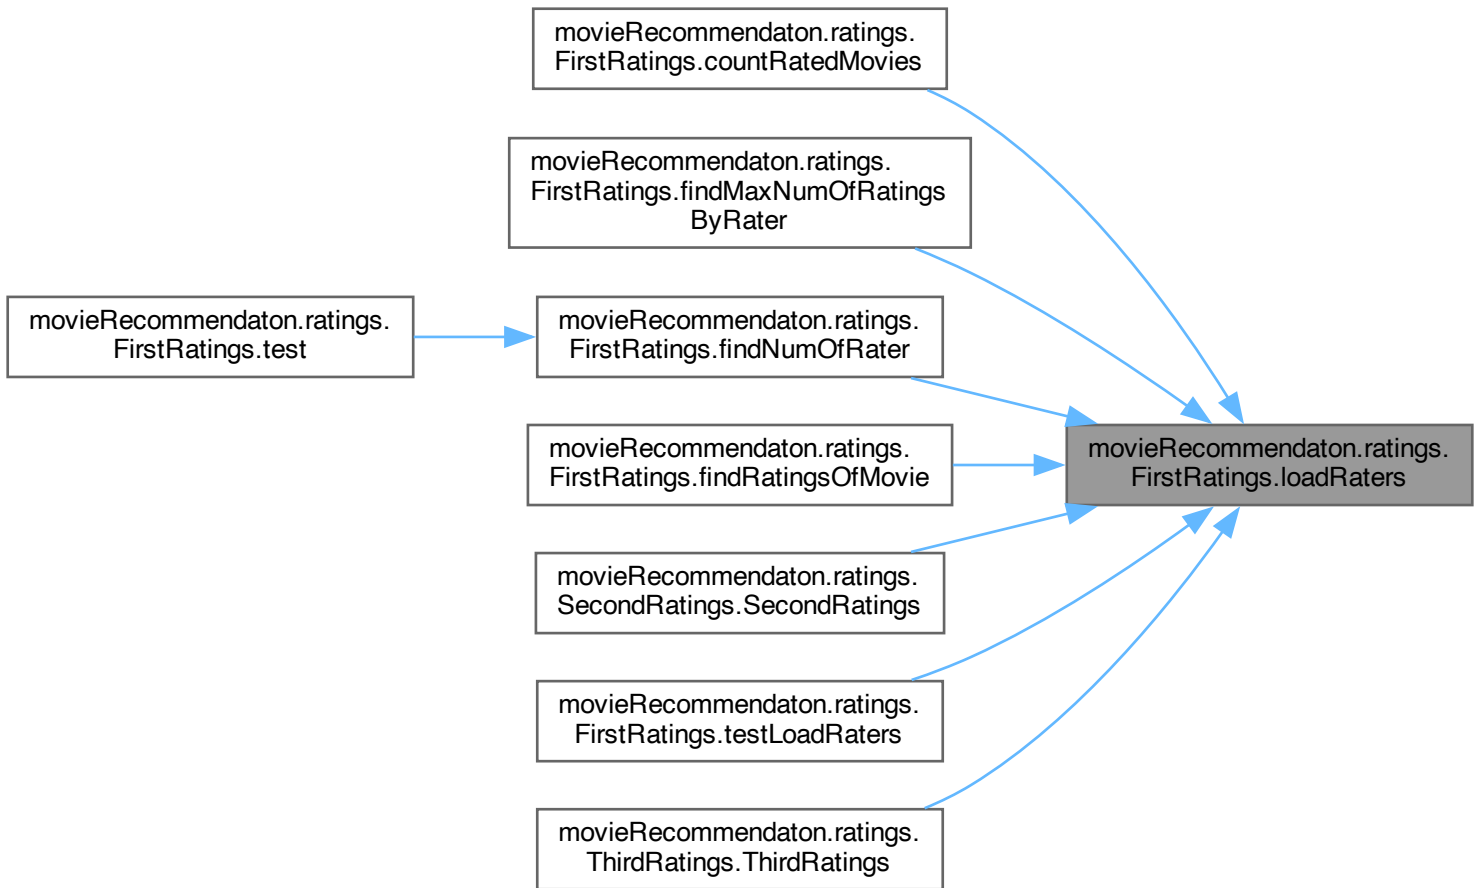 movieRecommendaton.ratings.
FirstRatings.countRatedMovies
movieRecommendaton.ratings.
FirstRatings.findMaxNumOfRatings
ByRater
movieRecommendaton.ratings.
FirstRatings.test
movieRecommendaton.ratings.
FirstRatings.findNumOfRater
movieRecommendaton.ratings.
FirstRatings.findRatingsOfMovie
movieRecommendaton.ratings.
FirstRatings.loadRaters
movieRecommendaton.ratings.
SecondRatings.SecondRatings
movieRecommendaton.ratings.
FirstRatings.testLoadRaters
movieRecommendaton.ratings.
ThirdRatings.ThirdRatings